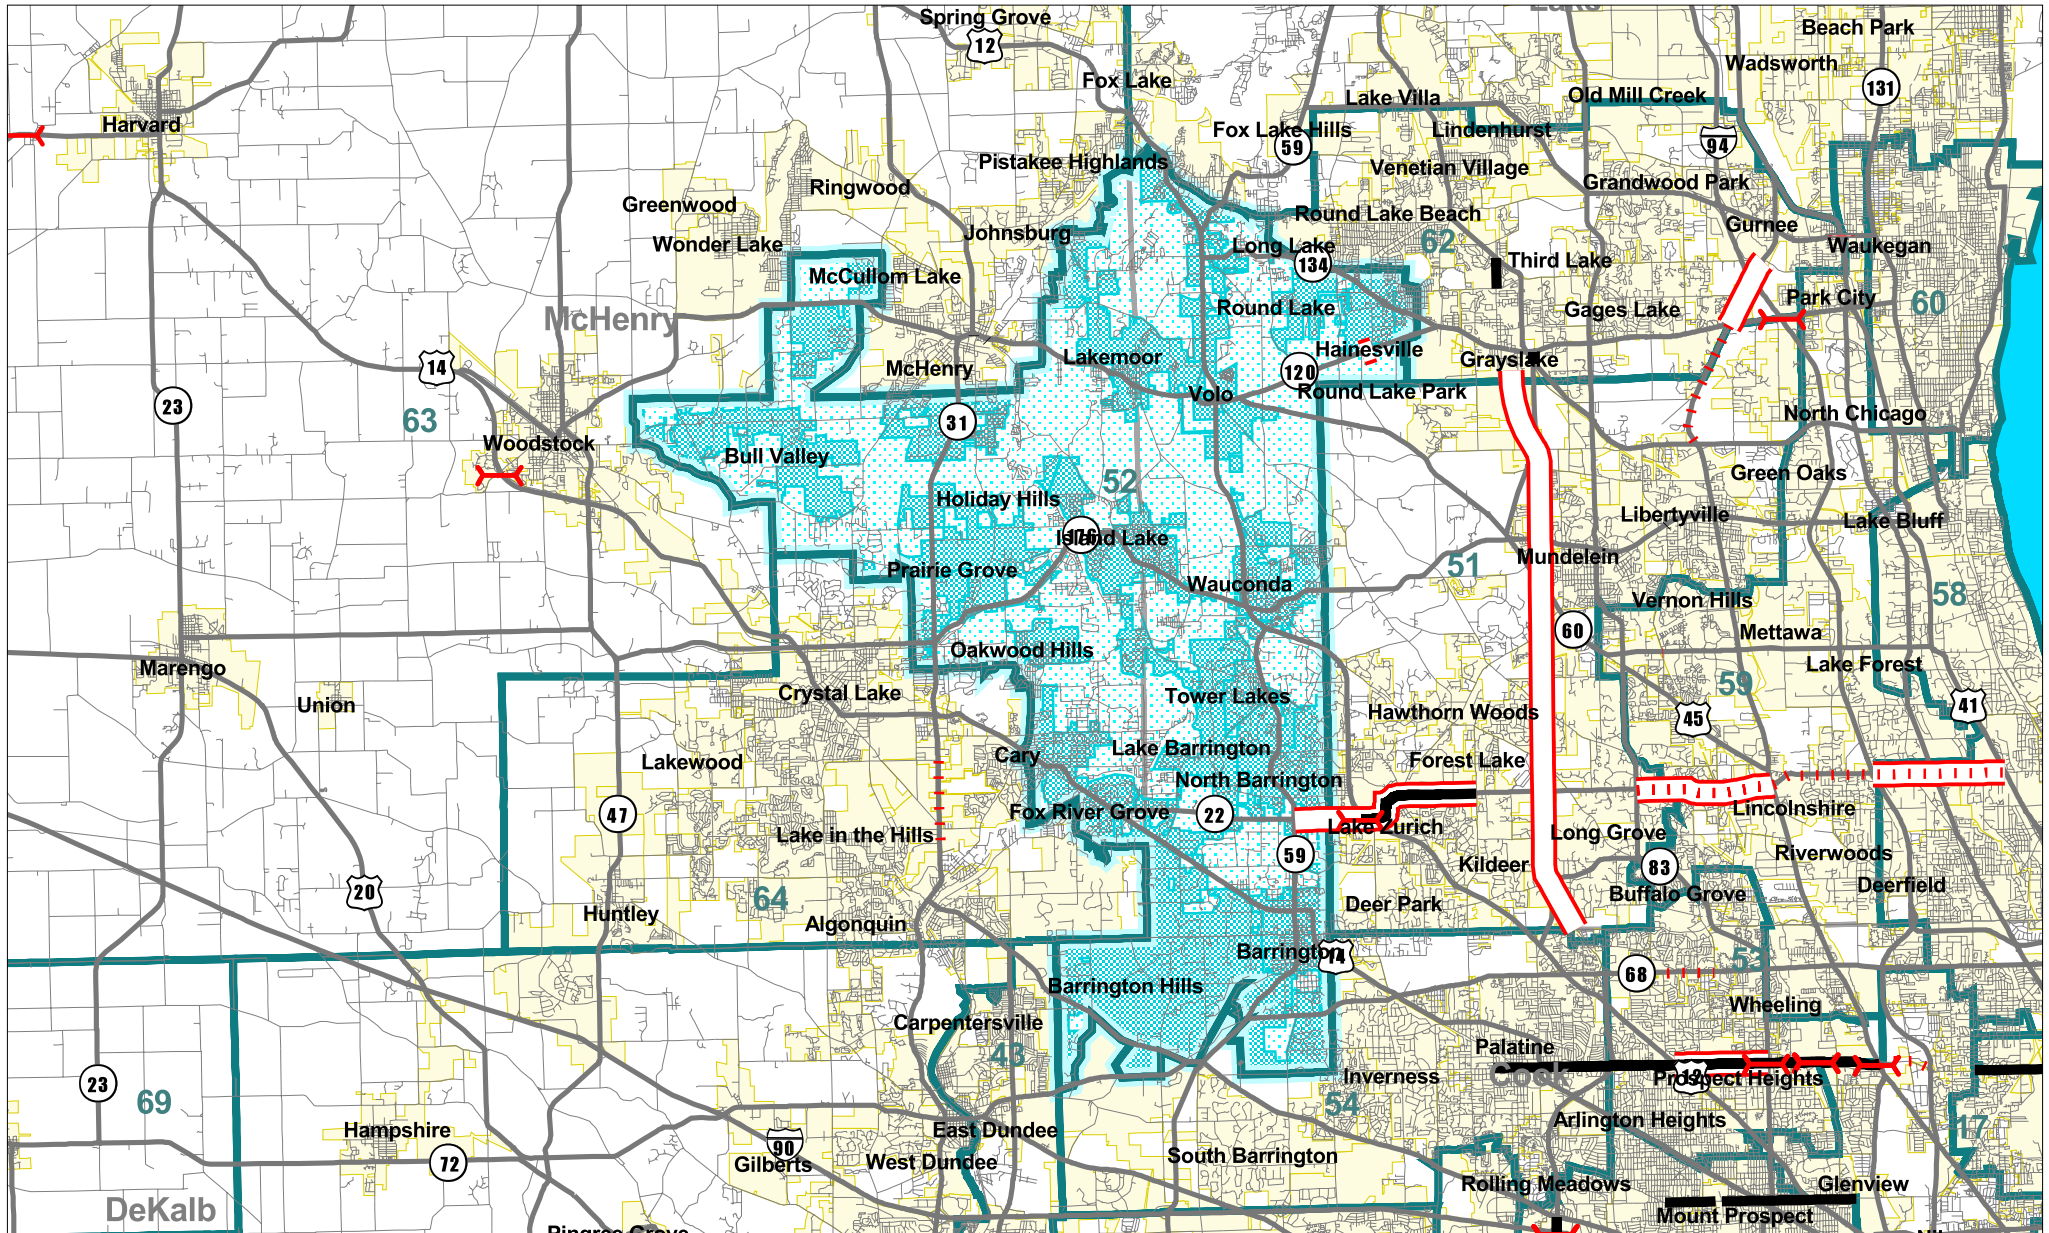 Lake
Spring Grove
12
Beach Park
Wadsworth
Fox Lake
131
Lake Villa
Old Mill Creek
Harvard
Fox Lake Hills
59
Lindenhurst
94
Pistakee Highlands
Venetian Village
Ringwood
Grandwood Park
Greenwood
Round Lake Beach
Gurnee
Johnsburg
Wonder Lake
Long Lake
62
Waukegan
134
Third Lake
McCullom Lake
Park City
60
McHenry
Round Lake
Gages Lake
Hainesville
Lakemoor
Grayslake
14
McHenry
120
Volo
Round Lake Park
23
63
31
North Chicago
Woodstock
Bull Valley
Green Oaks
52
Holiday Hills
Libertyville
Lake Bluff
176
Island Lake
Mundelein
51
Prairie Grove
Wauconda
58
Vernon Hills
60
Mettawa
Oakwood Hills
Marengo
Lake Forest
Crystal Lake
Tower Lakes
59
Union
Hawthorn Woods
45
41
Lake Barrington
Cary
Lakewood
Forest Lake
North Barrington
Lincolnshire
47
Fox River Grove
22
Lake Zurich
Lake in the Hills
Long Grove
59
Riverwoods
Kildeer
83
20
Deerfield
64
Buffalo Grove
Deer Park
Huntley
Algonquin
Barrington
14
53
68
Barrington Hills
Wheeling
Carpentersville
Palatine
43
Cook
12
Inverness
Prospect Heights
23
69
54
Arlington Heights
17
Hampshire
East Dundee
90
72
Gilberts
West Dundee
South Barrington
Rolling Meadows
Glenview
DeKalb
Mount Prospect
Pingree Grove